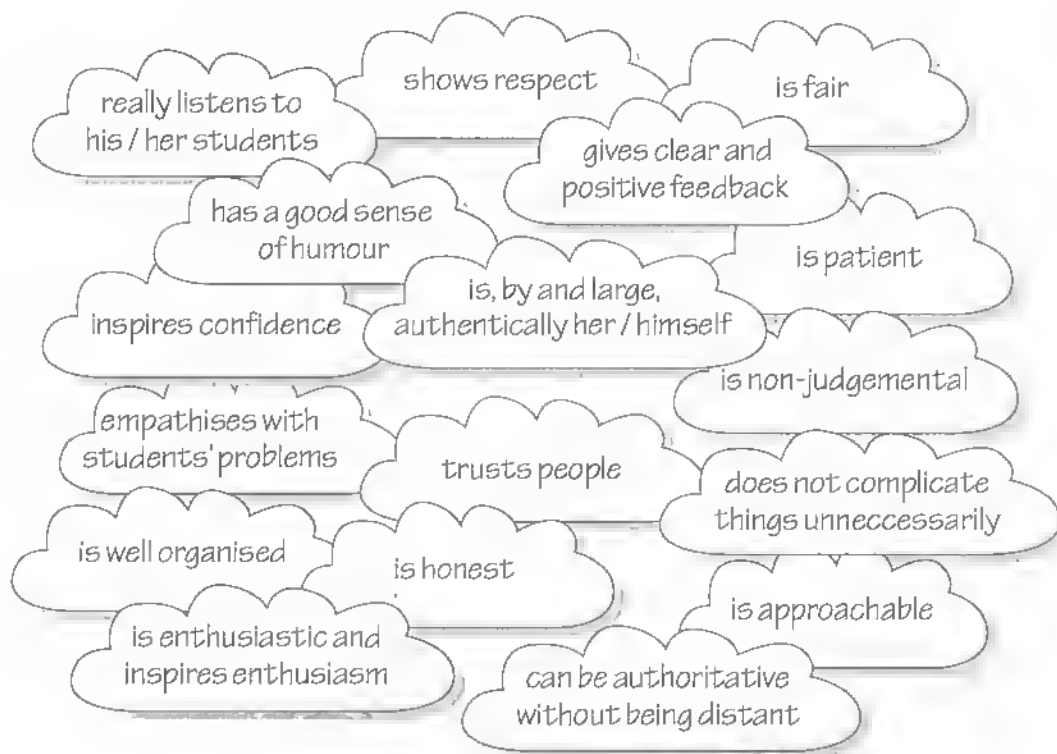 really listens to
his / her students
shows respect
is fair
gives clear and
positive feedback
has a good sense
of humour
is patient
inspires confidence
is, by and large,
authentically her / himself
is non-judgemental
empathises with
students' problems
trusts people
does not complicate
things unneccessarily
is well organised
is honest
is approachable
is enthusiastic and
inspires enthusiasm
can be authoritative
without being distant